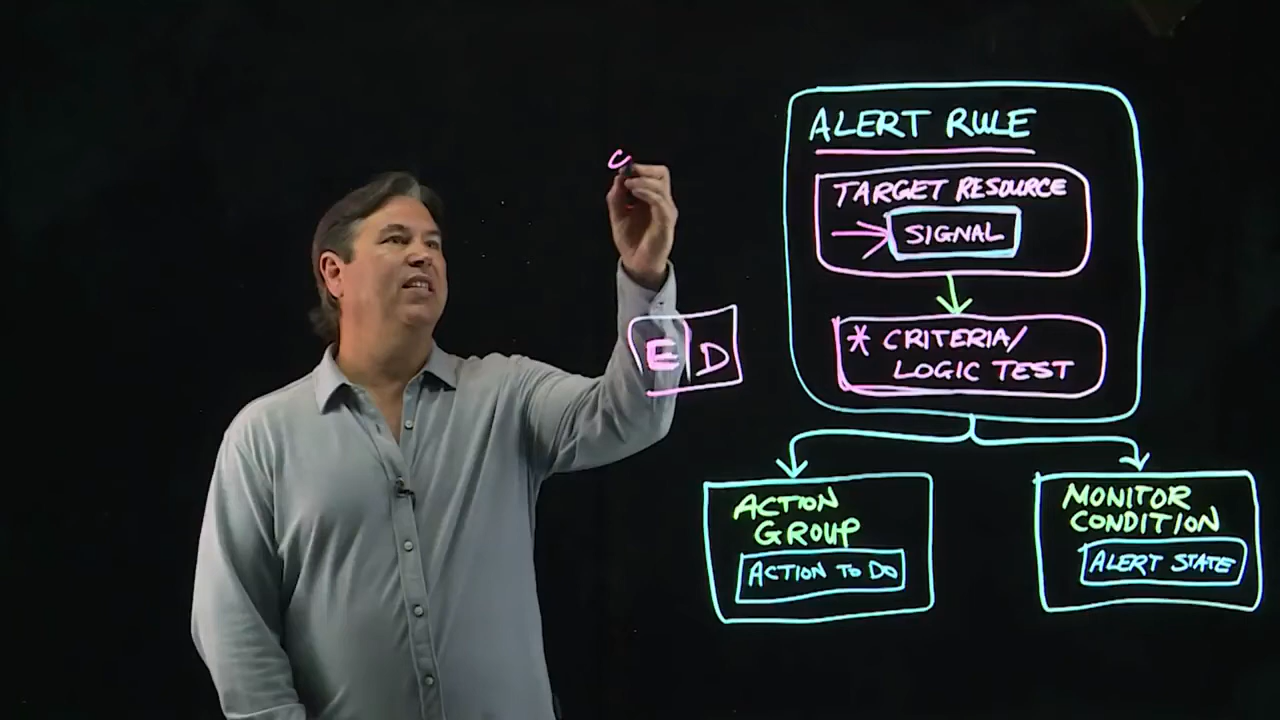 ALERT RULE
TARGET RESOURCE
SIGNAL
* CRITERIA/
LOGIC TEST
E D
ACTION
GROUP
ACTION TO DO
MONITOR
CONDITION
ALERT STATE